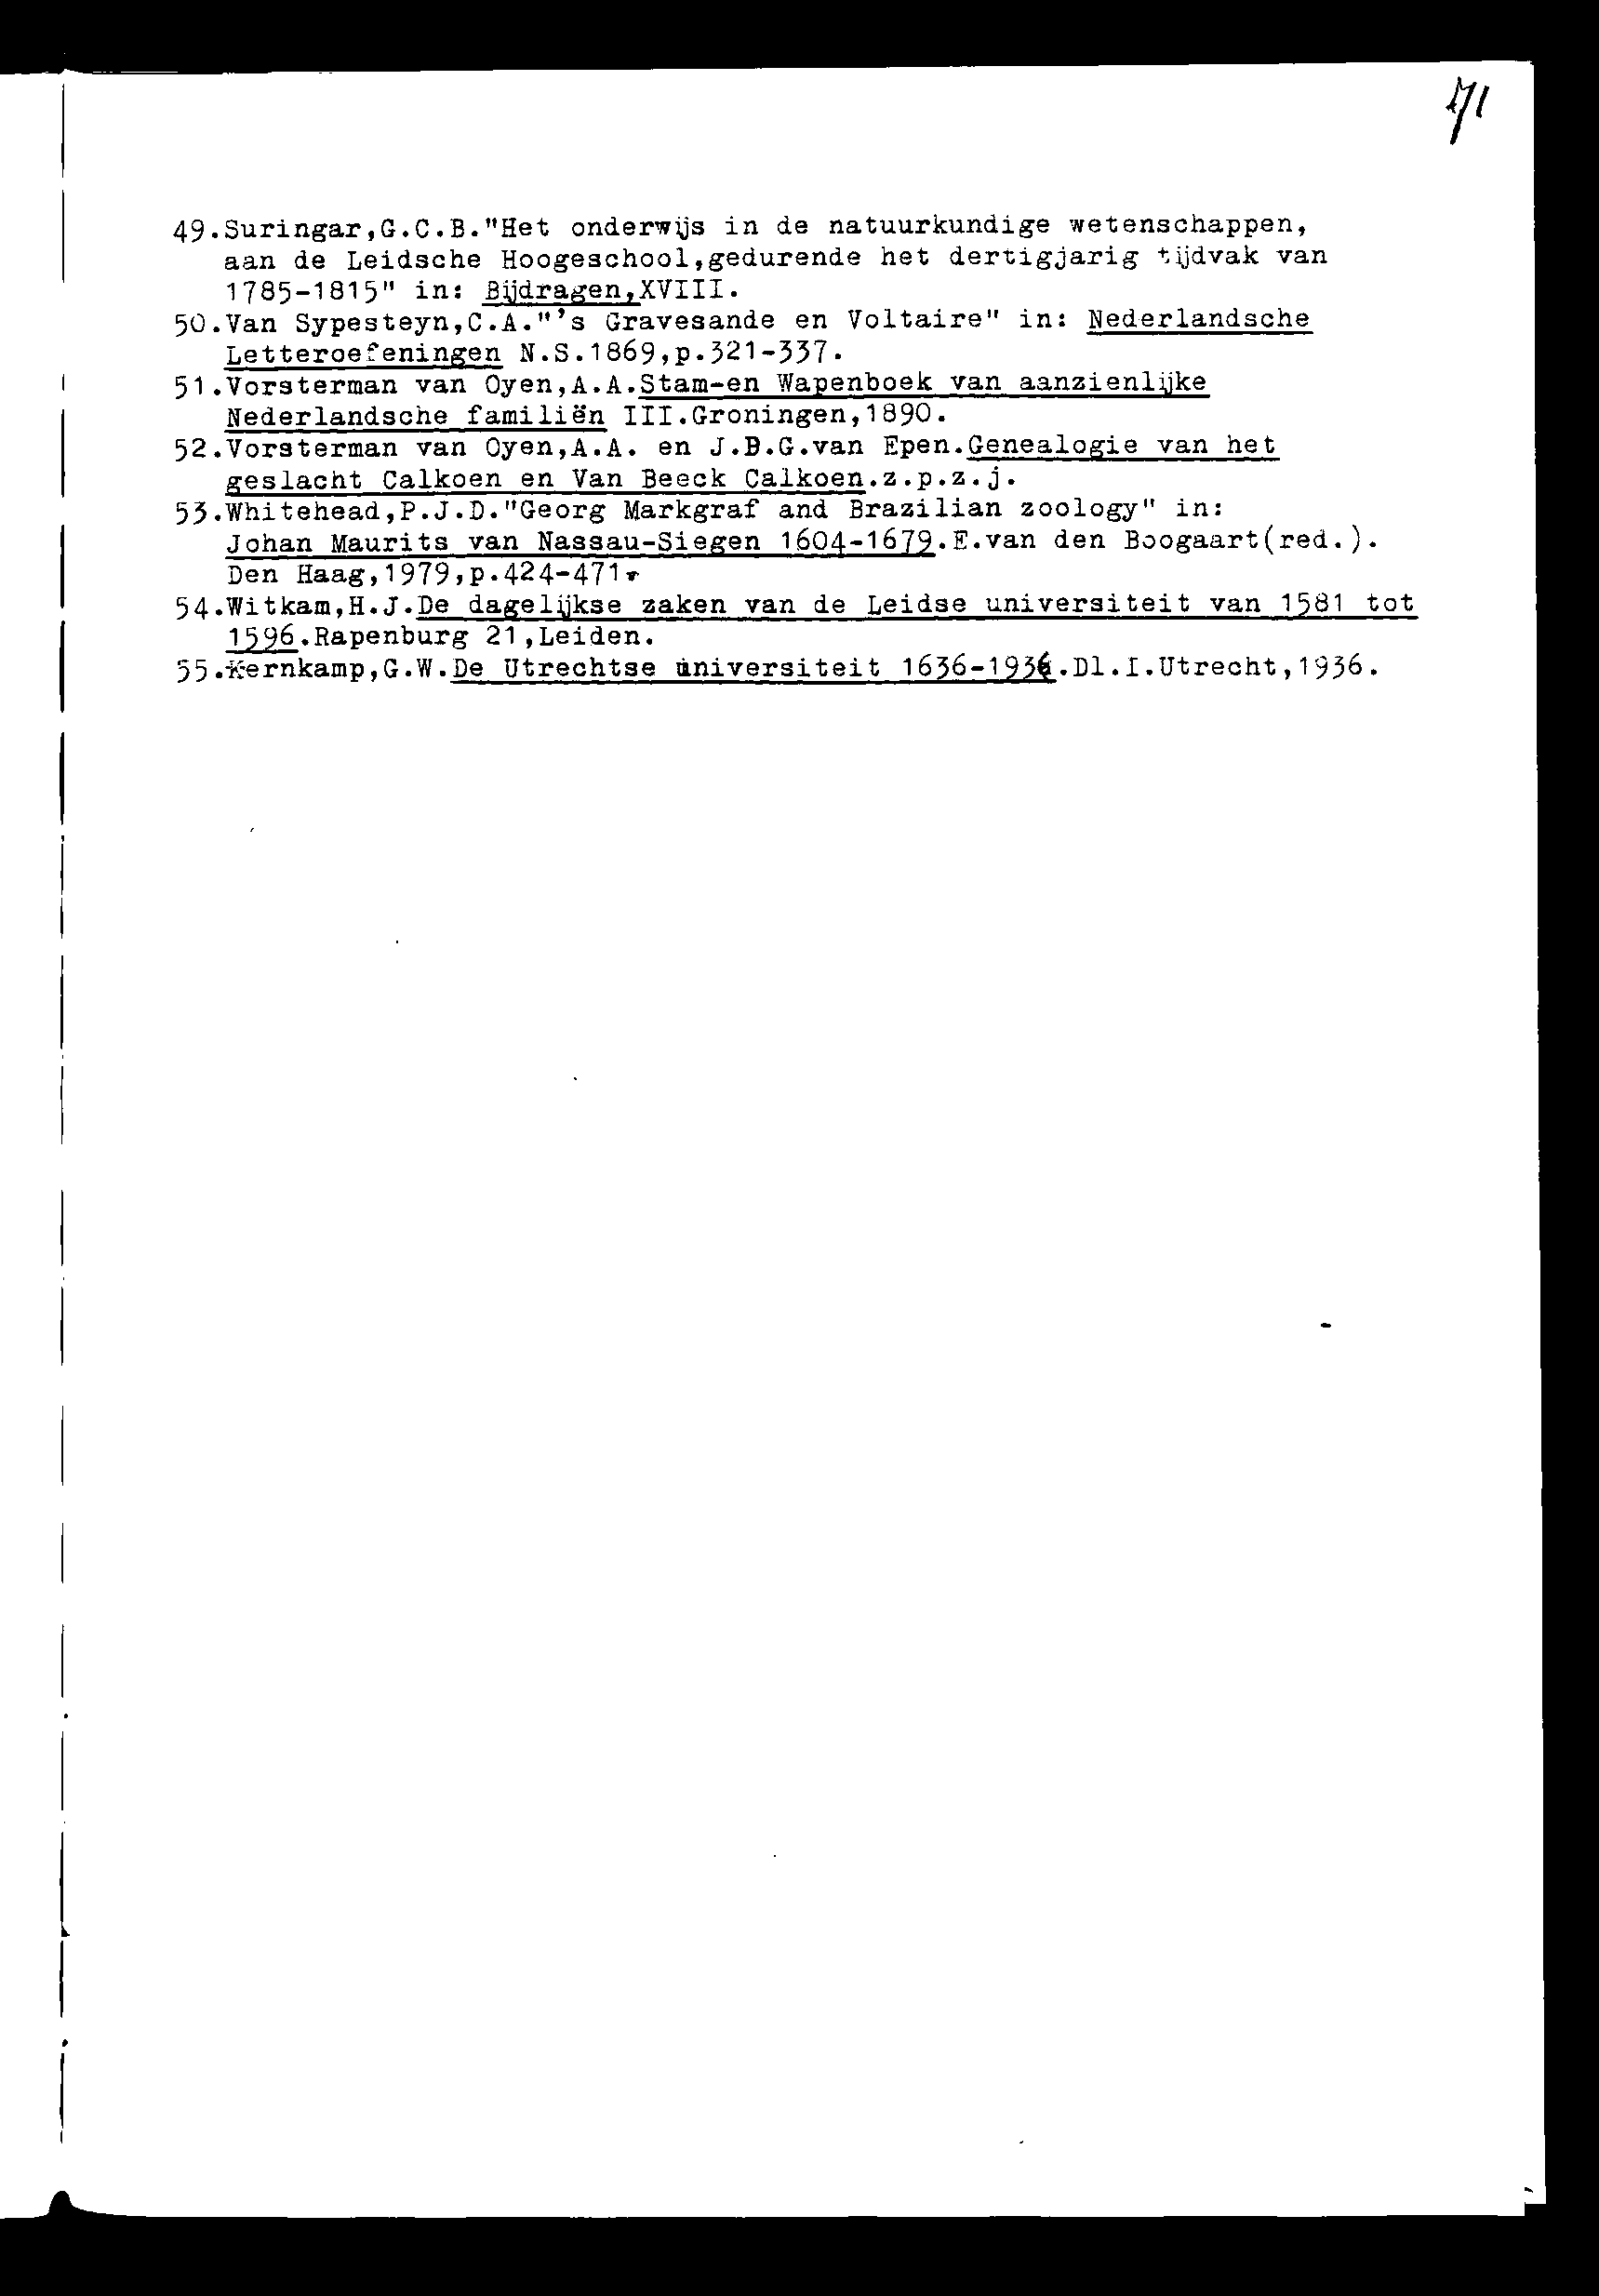 71
49.Suringar,G.C.B."Het onderwijs in de natuurkundige wetenschappen,
aan de Leidsche Hoogeschool,gedurende het dertigjarig tijdvak van
1785-1815" in: Bijdragen,XVIII.
50.Van Sypesteyn,C.A."'s Gravesande en Voltaire" in: Nederlandsche
Letteroefeningen N.S.1869,p.321-337.
51.Vorsterman van Oyen,A.A.Stam-en Wapenboek van aanzienlijke
Nederlandsche familiën III.Groningen,1890.
52.Vorsterman van Oyen,A.A. en J.B.G.van Epen.Genealogie van het
geslacht Calkoen en Van Beeck Calkoen.z.p.z.j.
53.Whitehead,P.J.D."Georg Markgraf and Brazilian zoology" in:
Johan Maurits van Nassau-Siegen 1604-1679.E.van den Boogaart(red.).
Den Haag,1979,p.424-471.
54.Witkam,H.J.De dagelijkse zaken van de Leidse universiteit van 1581 tot
1596.Rapenburg 21,Leiden.
55.Kernkamp,G.W.De Utrechtse universiteit 1636-1936.Dl.I.Utrecht,1936.